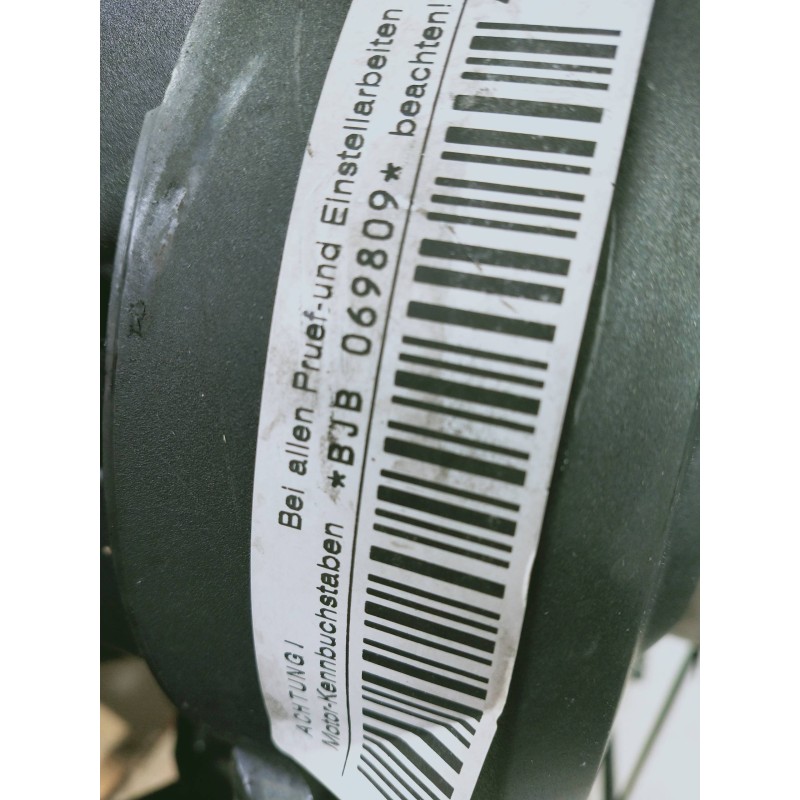 ACHTUNG! Bei allen Pruef-und Einstellarbeiten
Motor-Kennbuchstaben *BJB 069809* beachten!